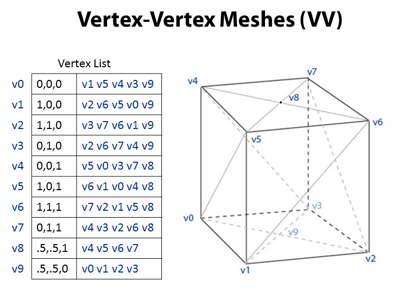 Vertex-Vertex Meshes (VV)
Vertex List
v0 0,0,0 v1 v5 v4 v3 v9
v1 1,0,0 v2 v6 v5 v0 v9
v2 1,1,0 v3 v7 v6 v1 v9
v3 0,1,0 v2 v6 v7 v4 v9
v4 0,0,1 v5 v0 v3 v7 v8
v5 1,0,1 v6 v1 v0 v4 v8
v6 1,1,1 v7 v2 v1 v5 v8
v7 0,1,1 v4 v3 v2 v6 v8
v8 .5,.5,1 v4 v5 v6 v7
v9 .5,.5,0 v0 v1 v2 v3
v7
v4
v8
v6
v5
v3
v0
v9
v2
v1